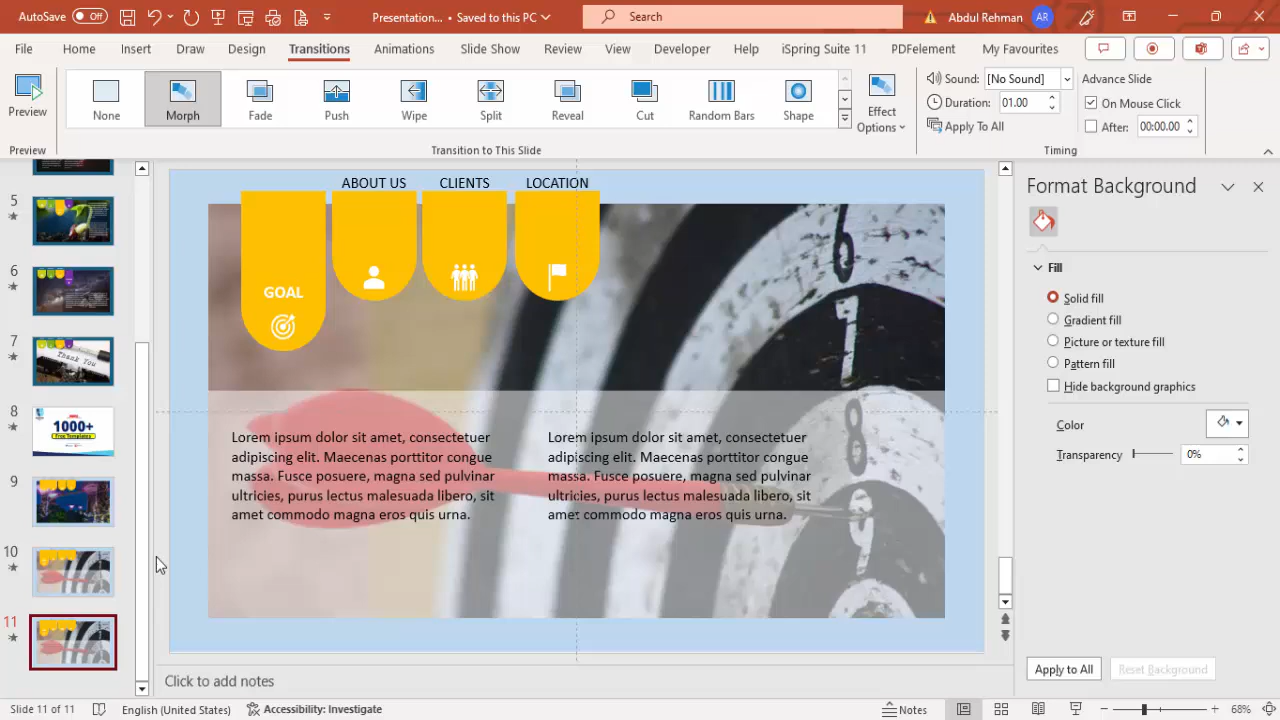 AutoSave Off Presentation... • Saved to this PC Search Abdul Rehman AR
File Home Insert Draw Design Transitions Animations Slide Show Review View Developer Help iSpring Suite 11 PDFelement My Favourites
Preview
None Morph Fade Push Wipe Split Reveal Cut Random Bars Shape
Effect
Options
Sound: [No Sound]
Duration: 01.00
Apply To All
Advance Slide
On Mouse Click
After: 00:00.00
Preview Transition to This Slide Timing
5
6
7
Thank You
8
1000+
Free Templates
9
10
11
ABOUT US CLIENTS LOCATION
GOAL
Lorem ipsum dolor sit amet, consectetuer
adipiscing elit. Maecenas porttitor congue
massa. Fusce posuere, magna sed pulvinar
ultricies, purus lectus malesuada libero, sit
amet commodo magna eros quis urna.
Lorem ipsum dolor sit amet, consectetuer
adipiscing elit. Maecenas porttitor congue
massa. Fusce posuere, magna sed pulvinar
ultricies, purus lectus malesuada libero, sit
amet commodo magna eros quis urna.
6
Format Background
Fill
Solid fill
Gradient fill
Picture or texture fill
Pattern fill
Hide background graphics
Color
Transparency 0%
Apply to All Reset Background
Click to add notes
Slide 11 of 11 English (United States) Accessibility: Investigate Notes 68%